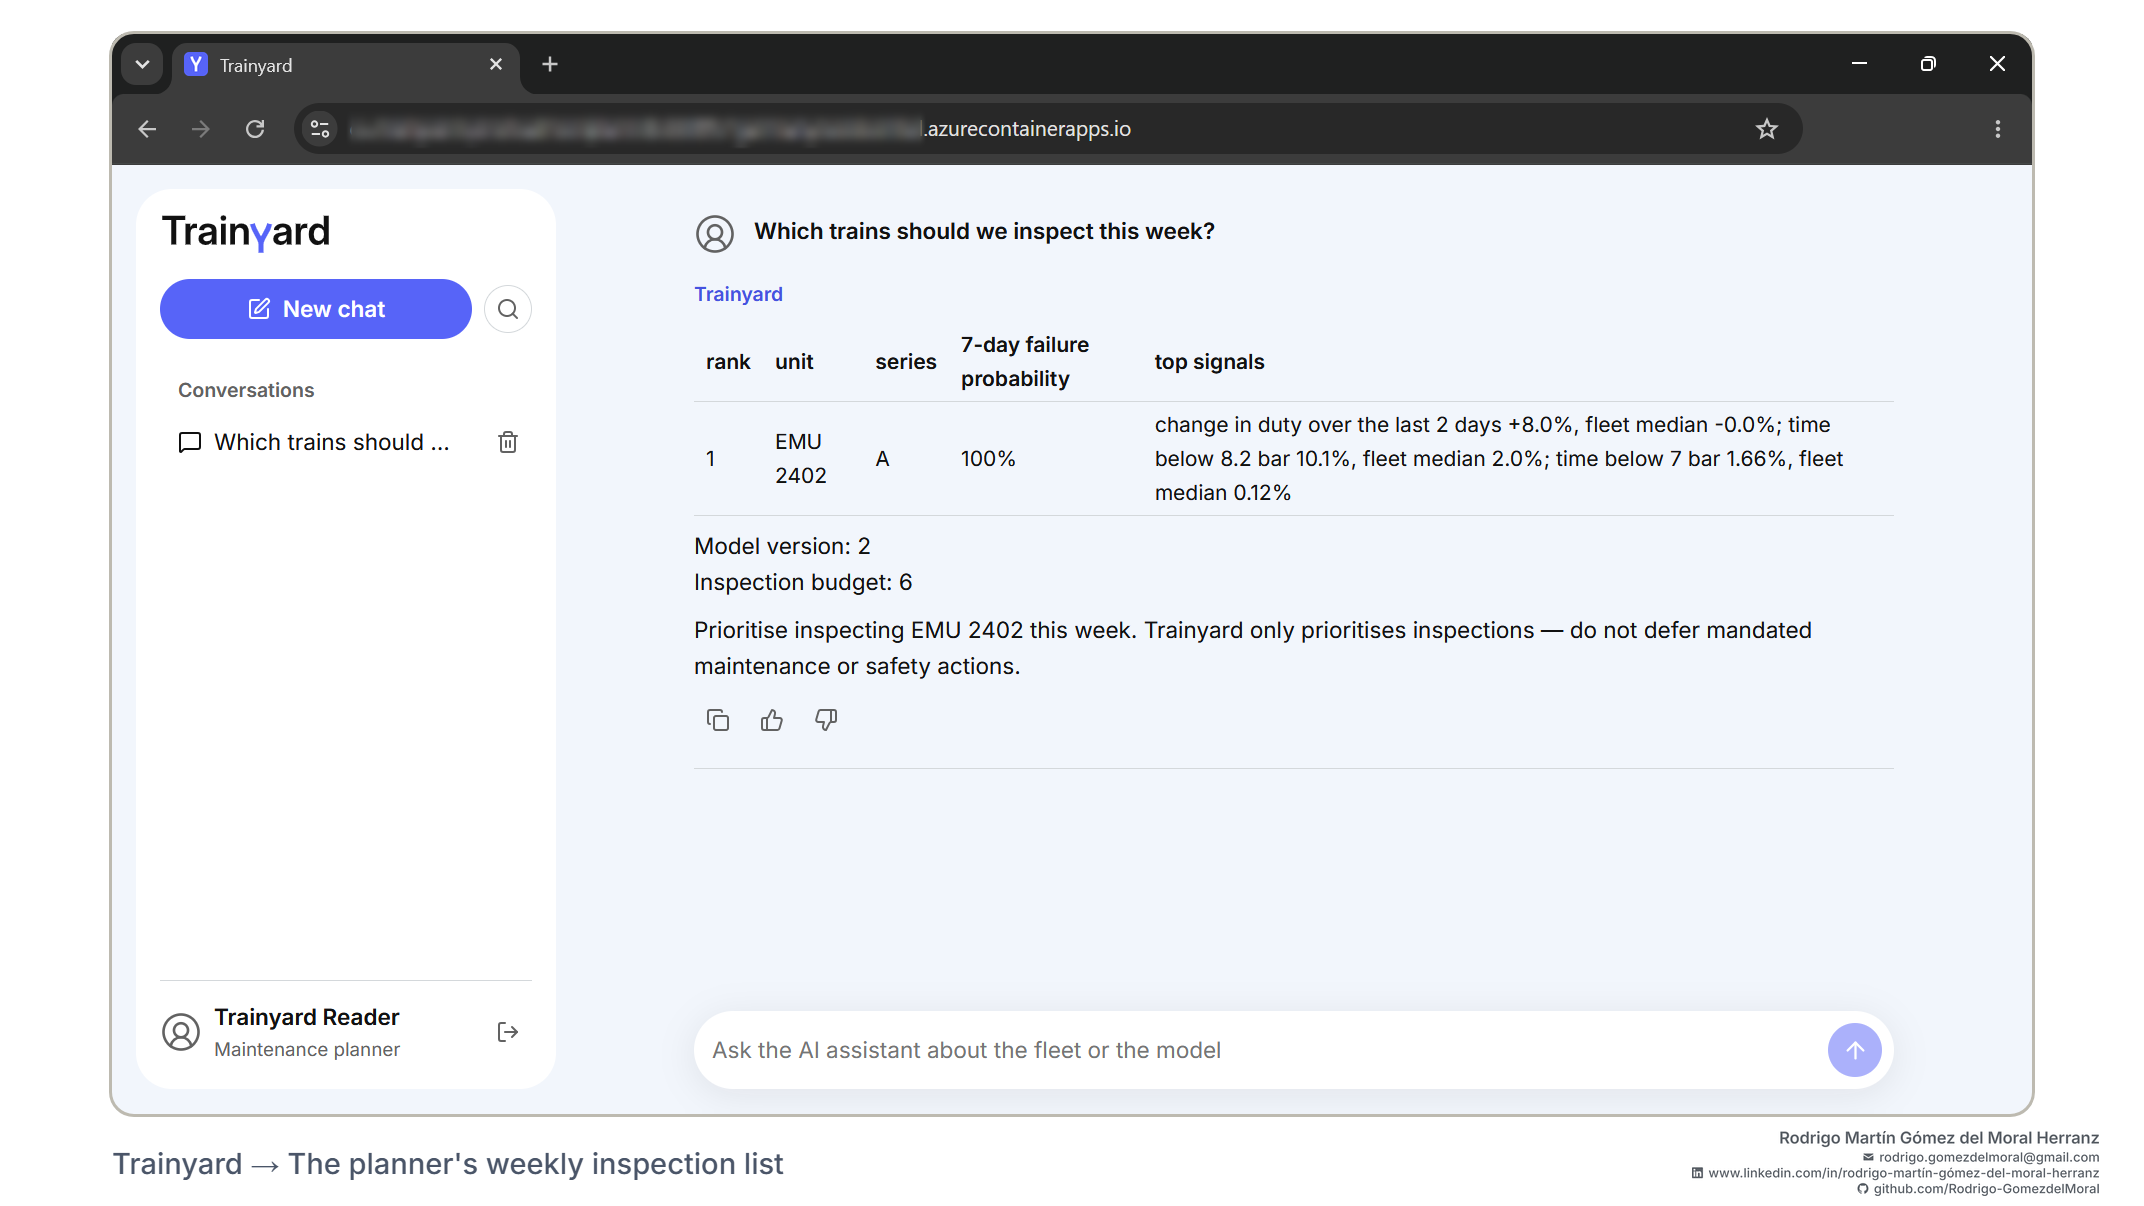 Trainyard
.azurecontainerapps.io
Trainyard
New chat
Conversations
Which trains should ...
Trainyard Reader
Maintenance planner
Which trains should we inspect this week?
Trainyard
rank unit series 7-day failure probability top signals
1 EMU 2402 A 100% change in duty over the last 2 days +8.0%, fleet median -0.0%; time
below 8.2 bar 10.1%, fleet median 2.0%; time below 7 bar 1.66%, fleet
median 0.12%
Model version: 2
Inspection budget: 6
Prioritise inspecting EMU 2402 this week. Trainyard only prioritises inspections — do not defer mandated
maintenance or safety actions.
Ask the AI assistant about the fleet or the model
Trainyard → The planner's weekly inspection list
Rodrigo Martín Gómez del Moral Herranz
rodrigo.gomezdelmoral@gmail.com
www.linkedin.com/in/rodrigo-martín-gómez-del-moral-herranz
github.com/Rodrigo-GomezdelMoral